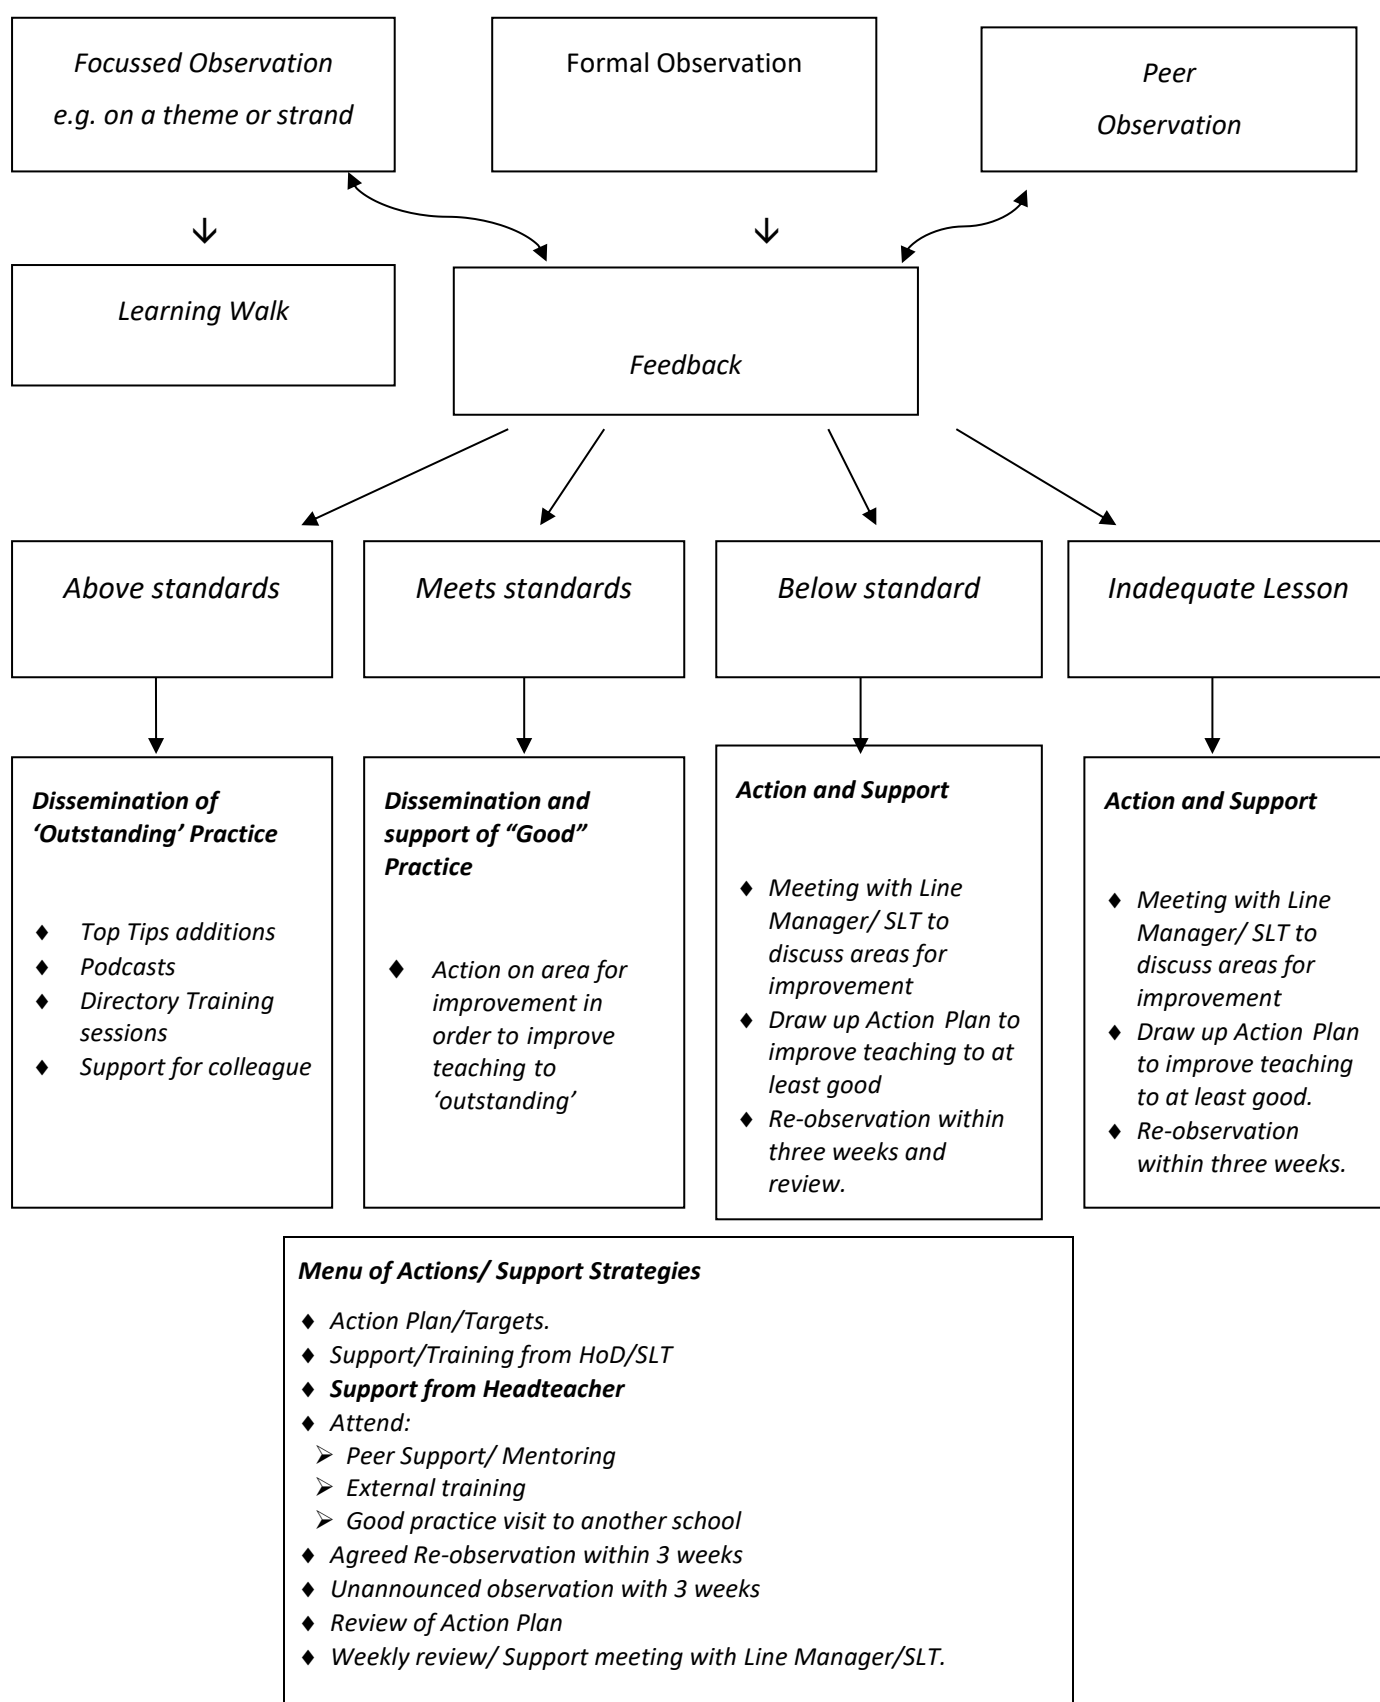 Focussed Observation
e.g. on a theme or strand
Formal Observation
Peer
Observation
Learning Walk
Feedback
Above standards
Meets standards
Below standard
Inadequate Lesson
Dissemination of
‘Outstanding’ Practice
♦ Top Tips additions
♦ Podcasts
♦ Directory Training
sessions
♦ Support for colleague
Dissemination and
support of “Good”
Practice
♦ Action on area for
improvement in
order to improve
teaching to
‘outstanding’
Action and Support
♦ Meeting with Line
Manager/ SLT to
discuss areas for
improvement
♦ Draw up Action Plan to
improve teaching to at
least good
♦ Re-observation within
three weeks and
review.
Action and Support
♦ Meeting with Line
Manager/ SLT to
discuss areas for
improvement
♦ Draw up Action Plan
to improve teaching
to at least good.
♦ Re-observation
within three weeks.
Menu of Actions/ Support Strategies
♦ Action Plan/Targets.
♦ Support/Training from HoD/SLT
♦ Support from Headteacher
♦ Attend:
➢ Peer Support/ Mentoring
➢ External training
➢ Good practice visit to another school
♦ Agreed Re-observation within 3 weeks
♦ Unannounced observation with 3 weeks
♦ Review of Action Plan
♦ Weekly review/ Support meeting with Line Manager/SLT.